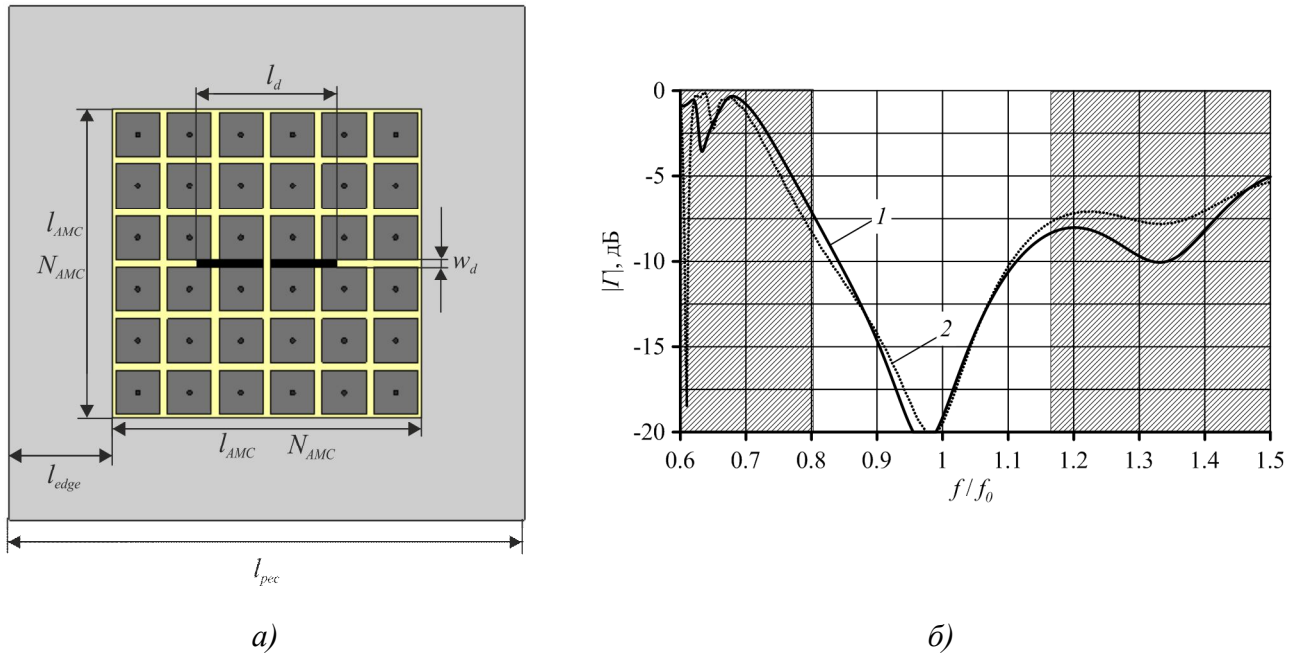 l_d
l_AMC
N_AMC
w_d
l_AMC N_AMC
l_edge
l_pec
а)
|Γ|, дБ
0
-5
-10
-15
-20
1
2
0.6 0.7 0.8 0.9 1 1.1 1.2 1.3 1.4 1.5
f / f_0
б)